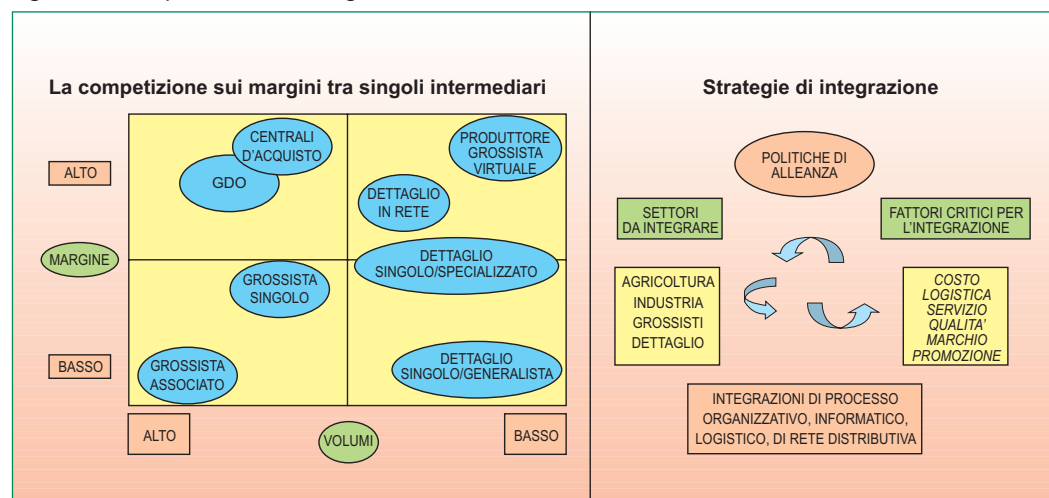 La competizione sui margini tra singoli intermediari
CENTRALI
D'ACQUISTO
GDO
PRODUTTORE
GROSSISTA
VIRTUALE
ALTO
DETTAGLIO
IN RETE
MARGINE
DETTAGLIO
SINGOLO/SPECIALIZZATO
GROSSISTA
SINGOLO
BASSO
GROSSISTA
ASSOCIATO
DETTAGLIO
SINGOLO/GENERALISTA
ALTO
VOLUMI
BASSO
Strategie di integrazione
POLITICHE DI
ALLEANZA
SETTORI
DA INTEGRARE
FATTORI CRITICI PER
L'INTEGRAZIONE
AGRICOLTURA
INDUSTRIA
GROSSISTI
DETTAGLIO
COSTO
LOGISTICA
SERVIZIO
QUALITA'
MARCHIO
PROMOZIONE
INTEGRAZIONI DI PROCESSO
ORGANIZZATIVO, INFORMATICO,
LOGISTICO, DI RETE DISTRIBUTIVA